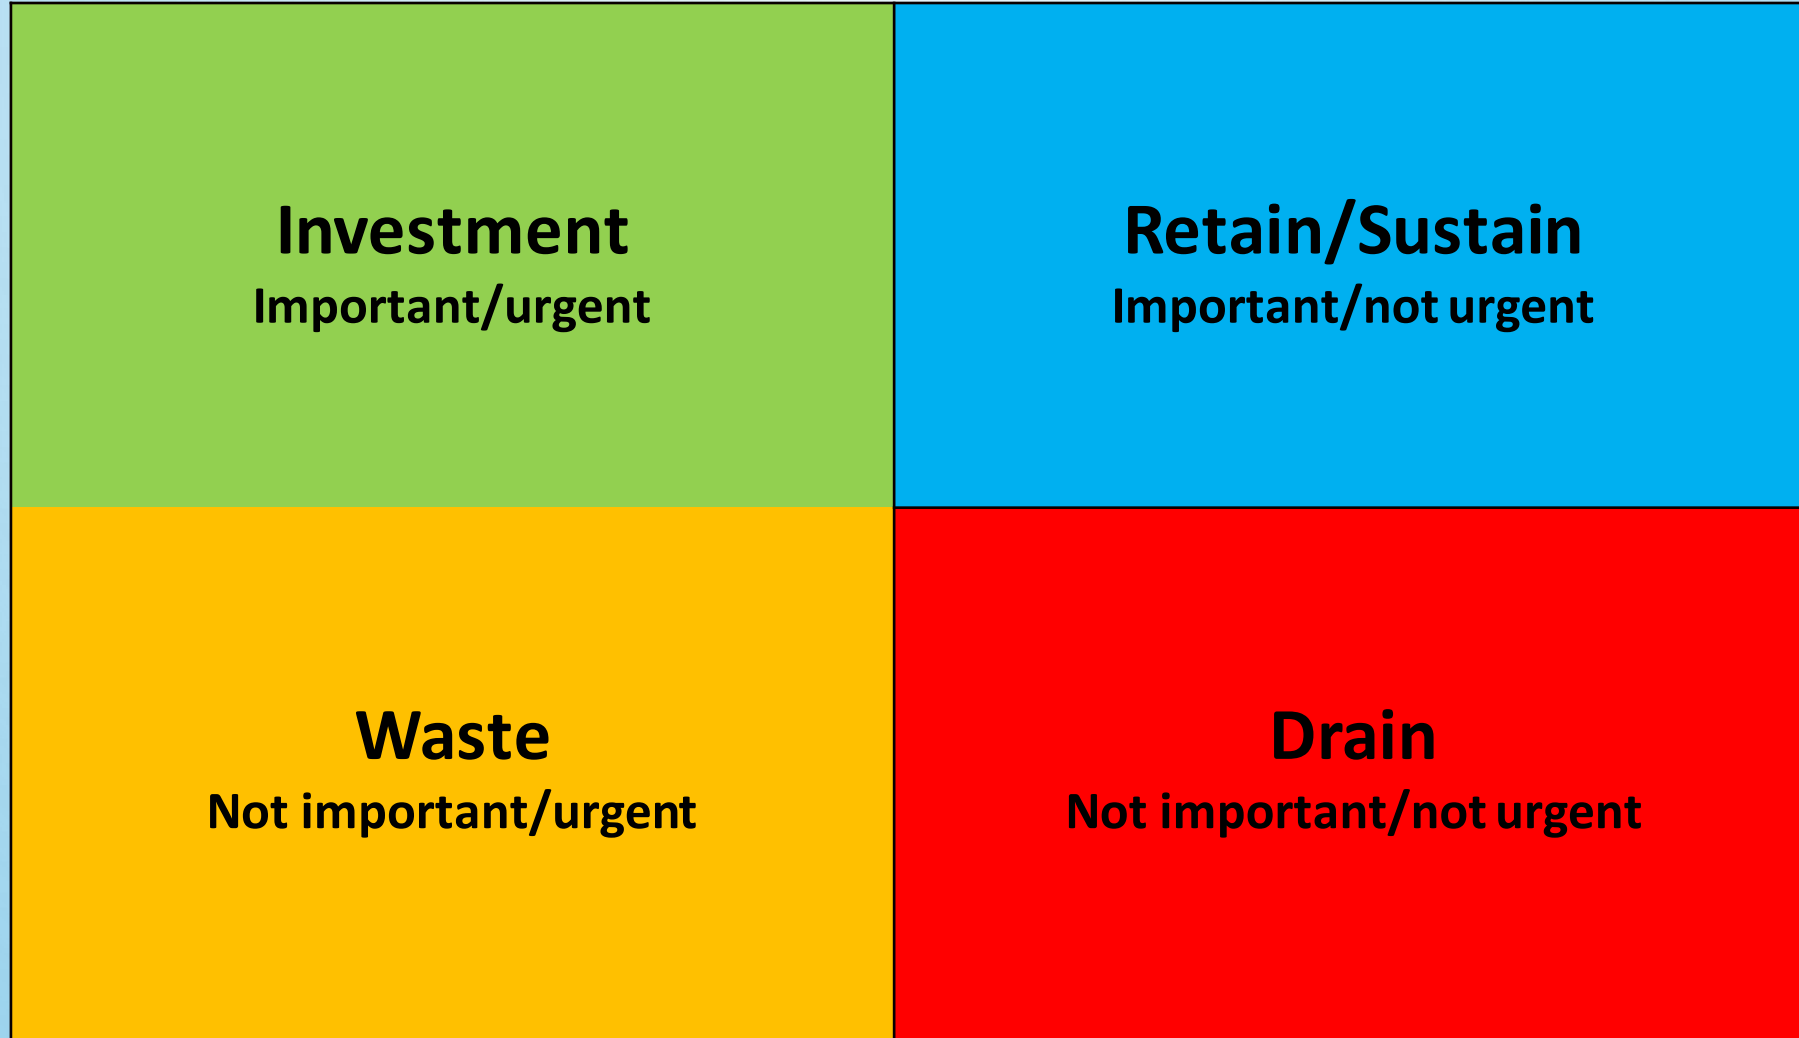 Investment
Important/urgent
Retain/Sustain
Important/not urgent
Waste
Not important/urgent
Drain
Not important/not urgent